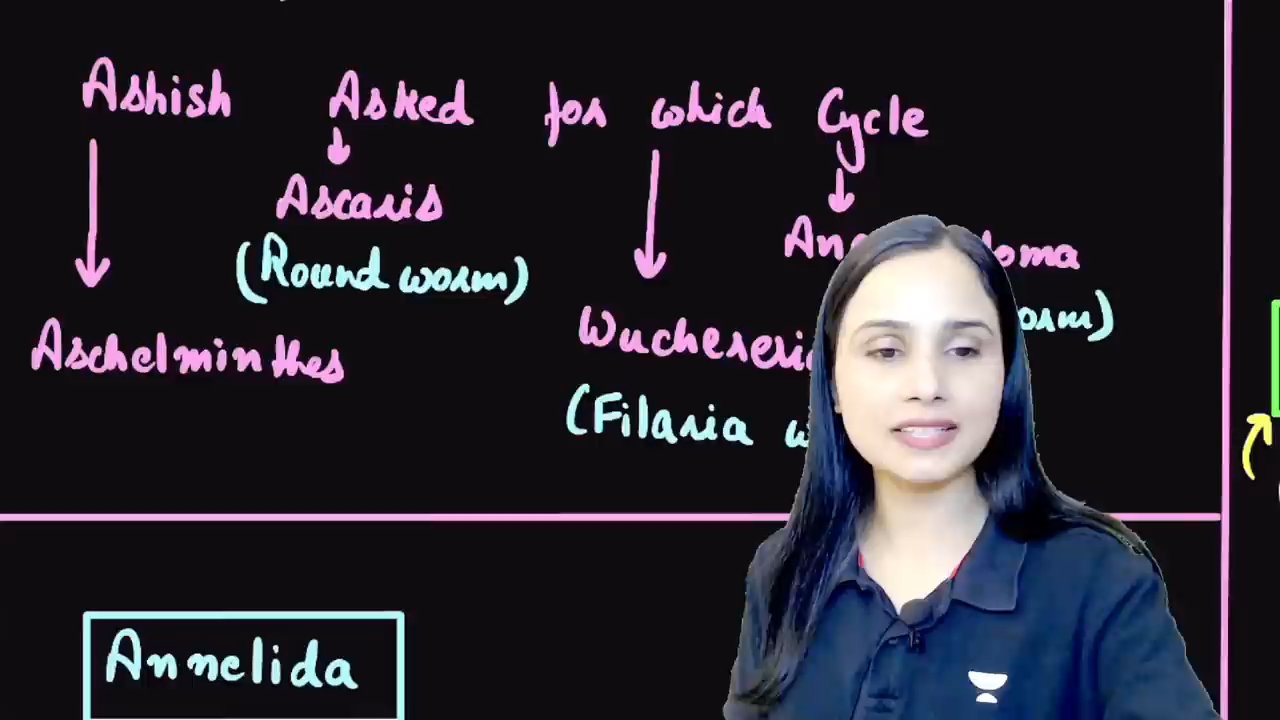 Ashish Asked for which Cycle
Ascaris
(Round worm)
Aschelminthes
(Filaria
Annelida